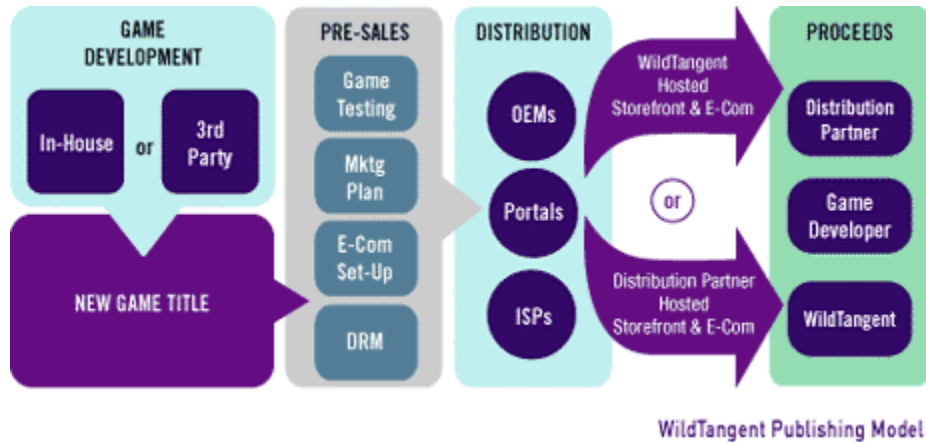 GAME
DEVELOPMENT
In-House
or
3rd
Party
NEW GAME TITLE
PRE-SALES
Game
Testing
Mktg
Plan
E-Com
Set-Up
DRM
DISTRIBUTION
OEMs
Portals
ISPs
WildTangent
Hosted
Storefront & E-Com
or
Distribution Partner
Hosted
Storefront & E-Com
PROCEEDS
Distribution
Partner
Game
Developer
WildTangent
WildTangent Publishing Model